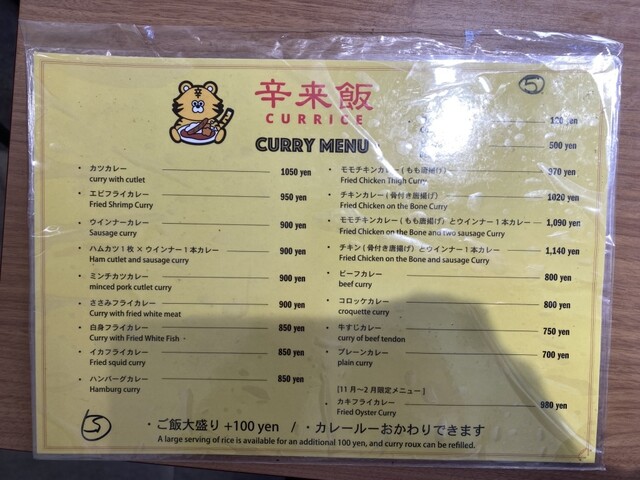 辛来飯
CURRICE
CURRY MENU
5
100 yen
500 yen
・カツカレー 1050 yen
curry with cutlet
・エビフライカレー 950 yen
Fried Shrimp Curry
・ウインナーカレー 900 yen
Sausage curry
・ハムカツ1枚×ウインナー1本カレー 900 yen
Ham cutlet and sausage curry
・ミンチカツカレー 900 yen
minced pork cutlet curry
・ささみフライカレー 900 yen
Curry with fried white meat
・白身フライカレー 850 yen
Curry with Fried White Fish
・イカフライカレー 850 yen
Fried squid curry
・ハンバーグカレー 850 yen
Hamburg curry
・モモチキンカレー(もも唐揚げ) 970 yen
Fried Chicken Thigh Curry
・チキンカレー(骨付き唐揚げ) 1020 yen
Fried Chicken on the Bone Curry
・モモチキンカレー(もも唐揚げ)とウインナー1本カレー 1,090 yen
Fried Chicken on the Bone and two sausage Curry
・チキン(骨付き唐揚げ)とウインナー1本カレー 1,140 yen
Fried Chicken on the Bone and sausage Curry
・ビーフカレー 800 yen
beef curry
・コロッケカレー 800 yen
croquette curry
・牛すじカレー 750 yen
curry of beef tendon
・プレーンカレー 700 yen
plain curry
[11月〜2月限定メニュー]
・カキフライカレー 980 yen
Fried Oyster Curry
5
・ご飯大盛り +100 yen / ・カレールーおかわりできます
A large serving of rice is available for an additional 100 yen, and curry roux can be refilled.